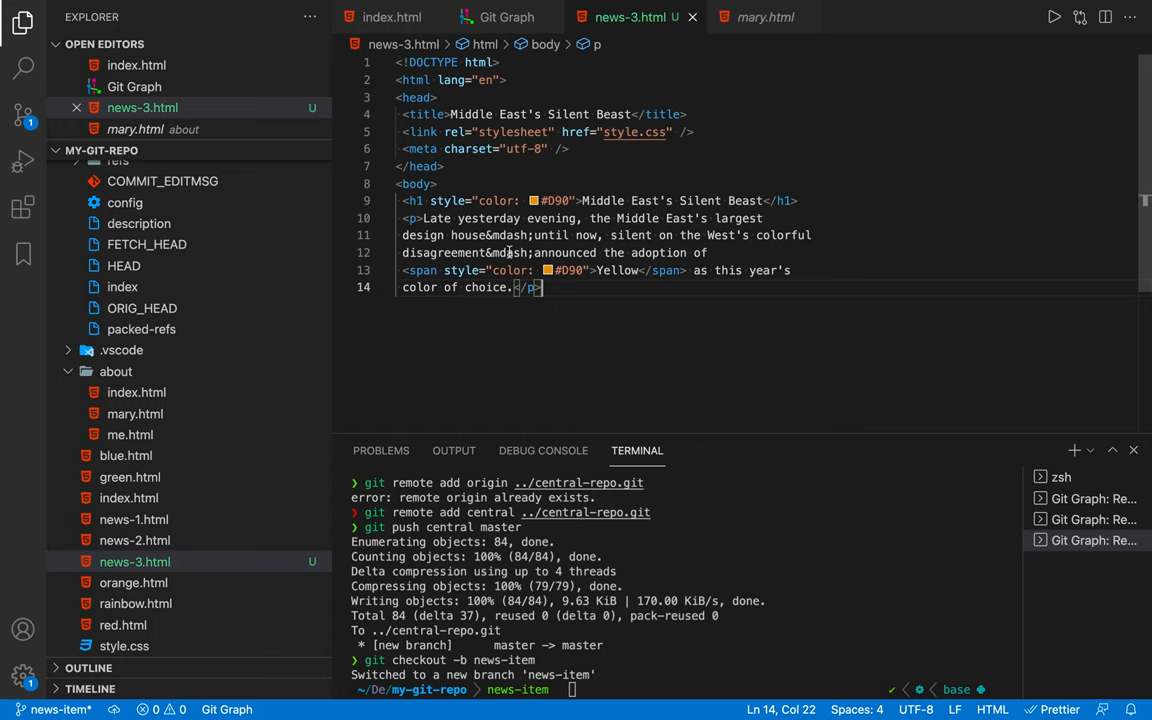 EXPLORER
OPEN EDITORS
index.html
Git Graph
news-3.html U
mary.html about
MY-GIT-REPO
refs
COMMIT_EDITMSG
config
description
FETCH_HEAD
HEAD
index
ORIG_HEAD
packed-refs
.vscode
about
index.html
mary.html
me.html
blue.html
green.html
index.html
news-1.html
news-2.html
news-3.html U
orange.html
rainbow.html
red.html
style.css
OUTLINE
TIMELINE
1
1
index.html
Git Graph
news-3.html U
mary.html
news-3.html > html > body > p
1 <!DOCTYPE html>
2 <html lang="en">
3 <head>
4 <title>Middle East's Silent Beast</title>
5 <link rel="stylesheet" href="style.css" />
6 <meta charset="utf-8" />
7 </head>
8 <body>
9 <h1 style="color: #D90">Middle East's Silent Beast</h1>
10 <p>Late yesterday evening, the Middle East's largest
11 design house&mdash;until now, silent on the West's colorful
12 disagreement&mdash;announced the adoption of
13 <span style="color: #D90">Yellow</span> as this year's
14 color of choice.</p>
PROBLEMS OUTPUT DEBUG CONSOLE TERMINAL
❯ git remote add origin ../central-repo.git
error: remote origin already exists.
❯ git remote add central ../central-repo.git
❯ git push central master
Enumerating objects: 84, done.
Counting objects: 100% (84/84), done.
Delta compression using up to 4 threads
Compressing objects: 100% (79/79), done.
Writing objects: 100% (84/84), 9.63 KiB | 170.00 KiB/s, done.
Total 84 (delta 37), reused 0 (delta 0), pack-reused 0
To ../central-repo.git
* [new branch] master -> master
❯ git checkout -b news-item
Switched to a new branch 'news-item'
~/De/my-git-repo news-item
base
zsh
Git Graph: Re...
Git Graph: Re...
Git Graph: Re...
news-item* 0 0 Git Graph Ln 14, Col 22 Spaces: 4 UTF-8 LF HTML Prettier